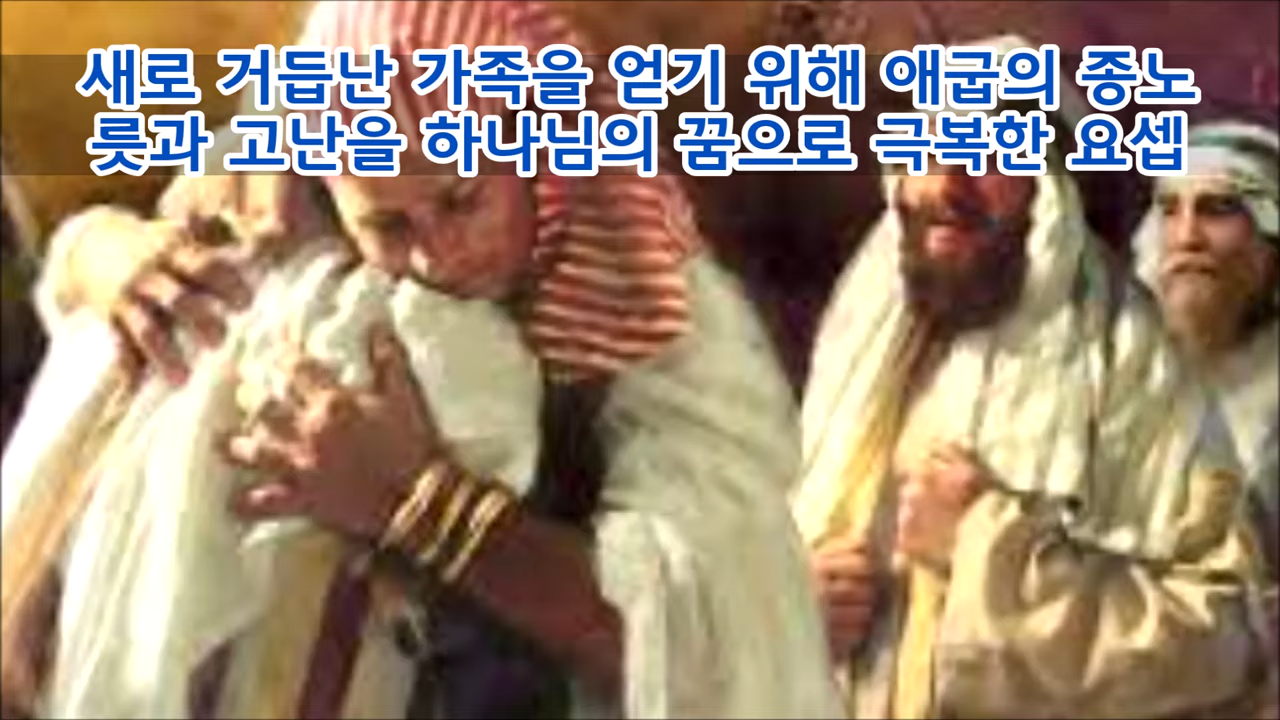 새로 거듭난 가족을 얻기 위해 애굽의 종노
릇과 고난을 하나님의 꿈으로 극복한 요셉